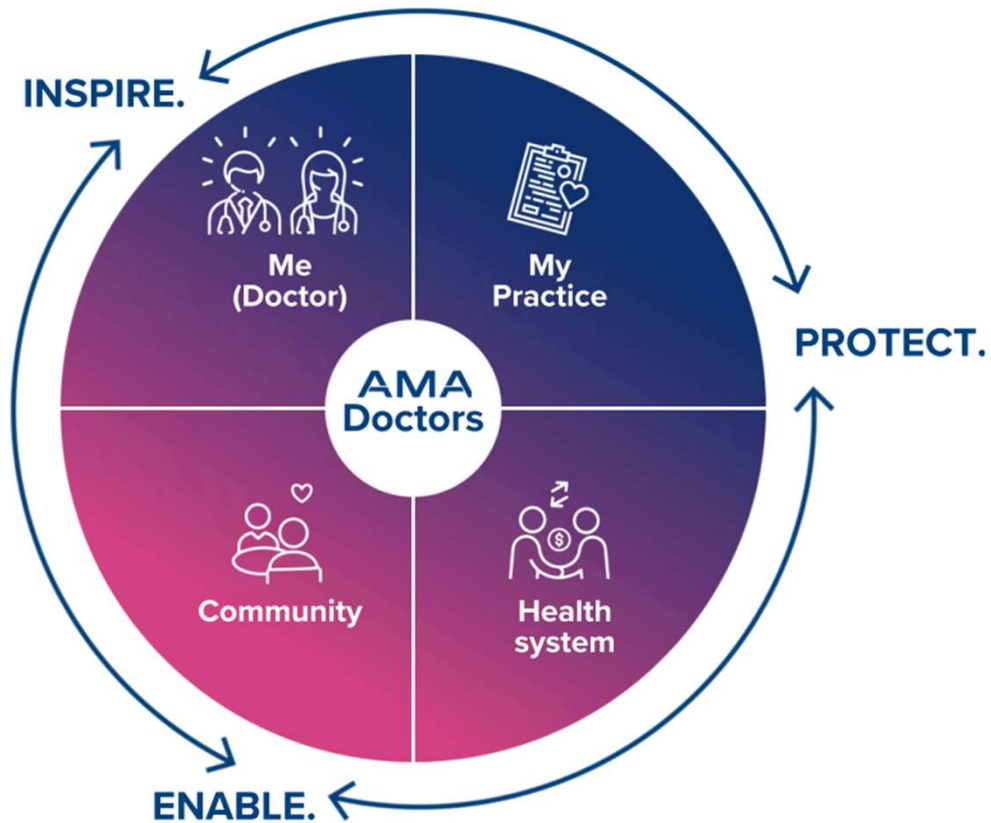 INSPIRE.
Me
(Doctor)
My
Practice
PROTECT.
AMA
Doctors
Community
Health
system
$
ENABLE.